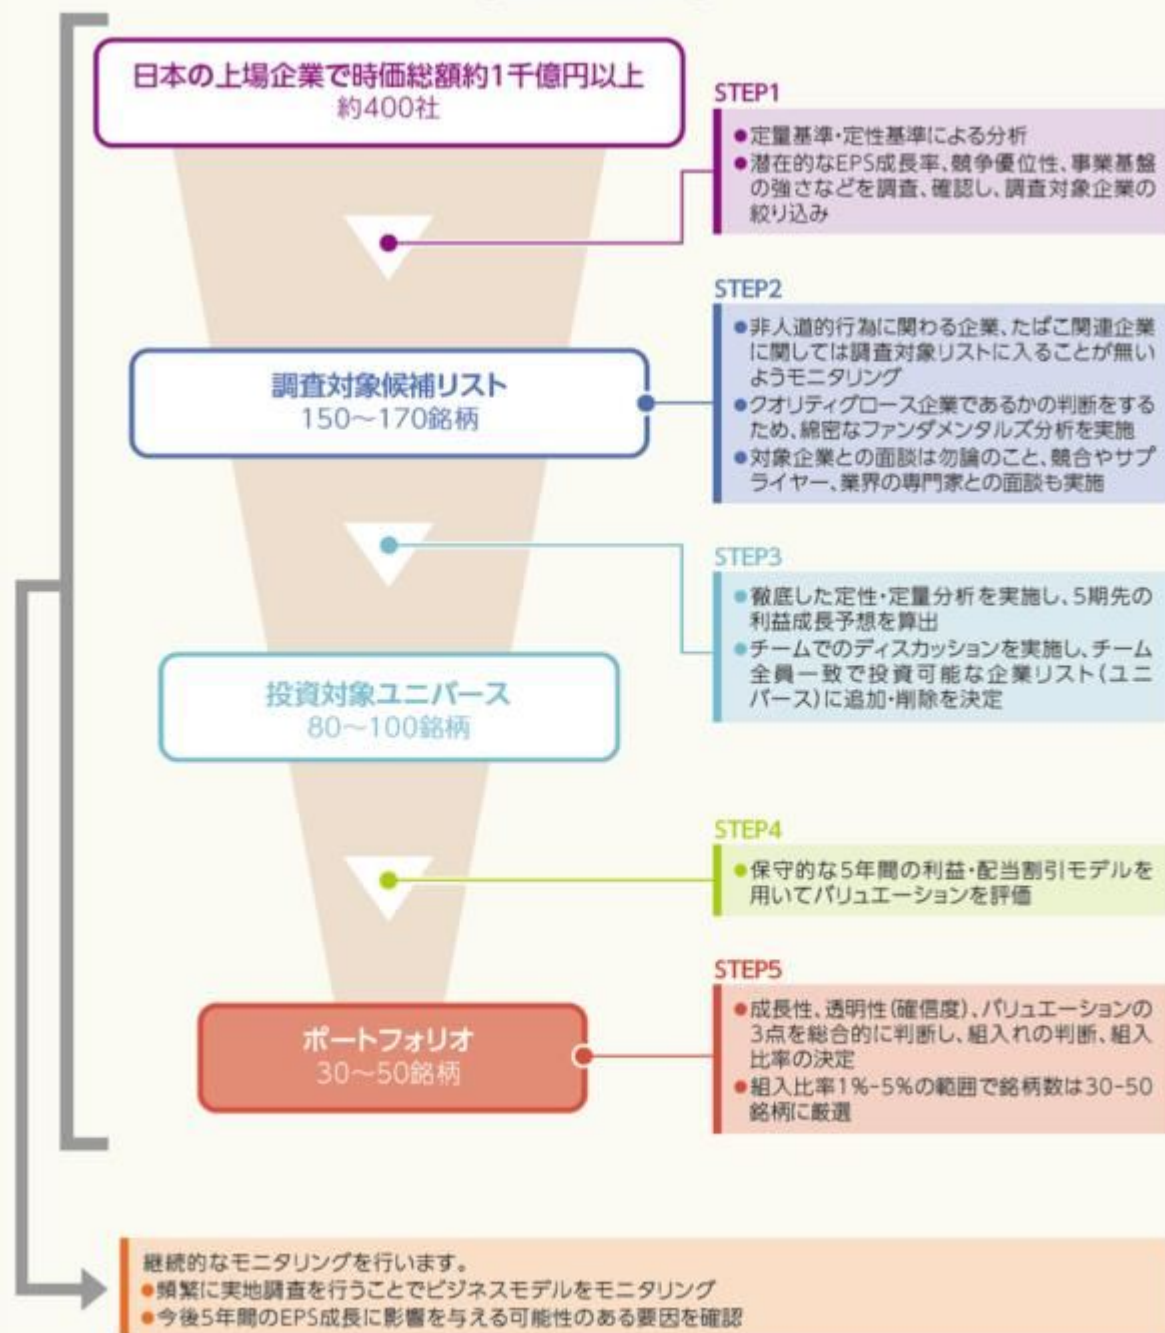 日本の上場企業で時価総額約1千億円以上
約400社
STEP1
●定量基準・定性基準による分析
●潜在的なEPS成長率、競争優位性、事業基盤
の強さなどを調査、確認し、調査対象企業の
絞り込み
STEP2
●非人道的行為に関わる企業、たばこ関連企業
に関しては調査対象リストに入ることが無い
ようモニタリング
●クオリティグロース企業であるかの判断をする
ため、綿密なファンダメンタルズ分析を実施
●対象企業との面談は勿論のこと、競合やサプ
ライヤー、業界の専門家との面談も実施
調査対象候補リスト
150〜170銘柄
STEP3
●徹底した定性・定量分析を実施し、5期先の
利益成長予想を算出
●チームでのディスカッションを実施し、チーム
全員一致で投資可能な企業リスト(ユニ
バース)に追加・削除を決定
投資対象ユニバース
80〜100銘柄
STEP4
●保守的な5年間の利益・配当割引モデルを
用いてバリュエーションを評価
STEP5
●成長性、透明性(確信度)、バリュエーションの
3点を総合的に判断し、組入れの判断、組入
比率の決定
●組入比率1%-5%の範囲で銘柄数は30-50
銘柄に厳選
ポートフォリオ
30〜50銘柄
継続的なモニタリングを行います。
●頻繁に実地調査を行うことでビジネスモデルをモニタリング
●今後5年間のEPS成長に影響を与える可能性のある要因を確認